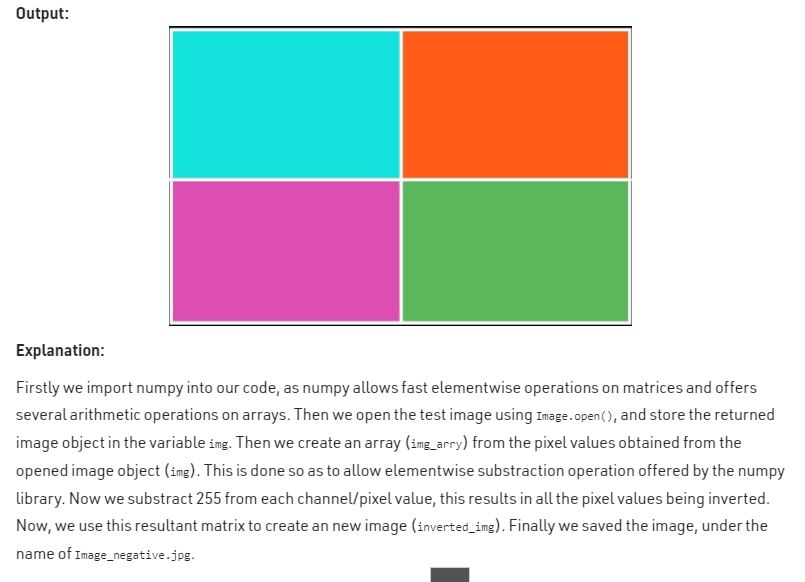 Output:
Explanation:
Firstly we import numpy into our code, as numpy allows fast elementwise operations on matrices and offers
several arithmetic operations on arrays. Then we open the test image using Image.open(), and store the returned
image object in the variable img. Then we create an array (img_arry) from the pixel values obtained from the
opened image object (img). This is done so as to allow elementwise substraction operation offered by the numpy
library. Now we substract 255 from each channel/pixel value, this results in all the pixel values being inverted.
Now, we use this resultant matrix to create an new image (inverted_img). Finally we saved the image, under the
name of Image_negative.jpg.